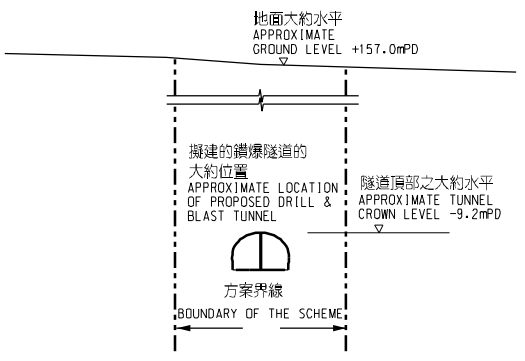 地面大約水平
APPROXIMATE
GROUND LEVEL +157.0mPD
擬建的鑽爆隧道的
大約位置
APPROXIMATE LOCATION
OF PROPOSED DRILL &
BLAST TUNNEL
隧道頂部之大約水平
APPROXIMATE TUNNEL
CROWN LEVEL -9.2mPD
方案界線
BOUNDARY OF THE SCHEME